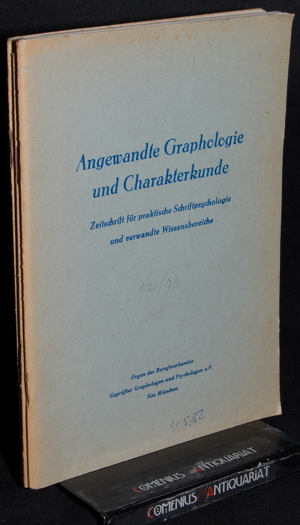 Angewandte Graphologie
und Charakterkunde
Zeitschrift für praktische Schriftpsychologie
und verwandte Wissensbereiche
Organ des Berufsverbandes
Geprüfter Graphologen und Psychologen e.V.
Sitz München
COMENIUS ANTIQUARIAT
COMENIUS ANTIQUARIAT